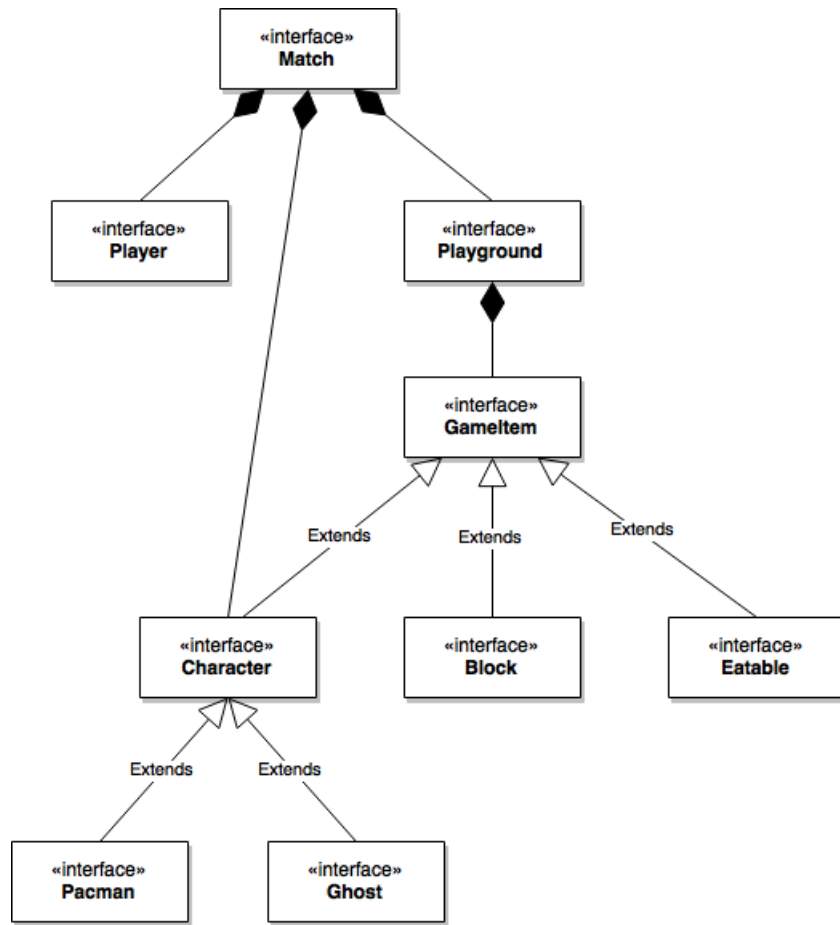 «interface»
Match
«interface»
Player
«interface»
Playground
«interface»
GameItem
Extends
Extends
Extends
«interface»
Character
«interface»
Block
«interface»
Eatable
Extends
Extends
«interface»
Pacman
«interface»
Ghost